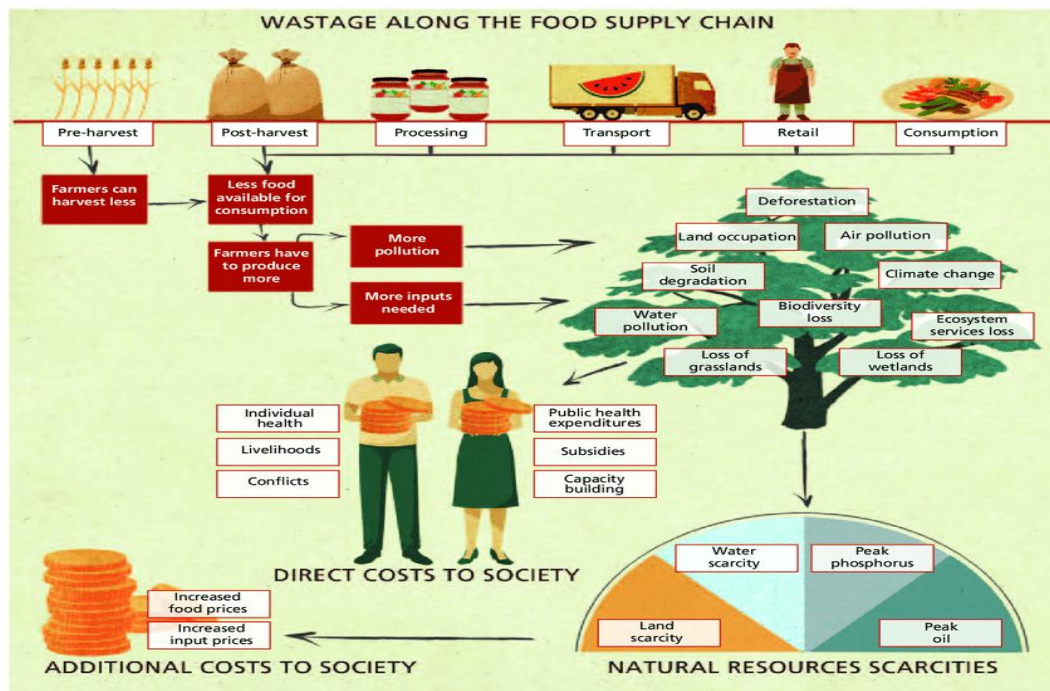 WASTAGE ALONG THE FOOD SUPPLY CHAIN
Pre-harvest
Post-harvest
Processing
Transport
Retail
Consumption
Farmers can
harvest less
Less food
available for
consumption
Farmers have
to produce
more
More
pollution
More inputs
needed
Deforestation
Land occupation
Air pollution
Soil
degradation
Climate change
Biodiversity
loss
Water
pollution
Ecosystem
services loss
Loss of
grasslands
Loss of
wetlands
Individual
health
Livelihoods
Conflicts
Public health
expenditures
Subsidies
Capacity
building
DIRECT COSTS TO SOCIETY
Water
scarcity
Peak
phosphorus
Land
scarcity
Peak
oil
NATURAL RESOURCES SCARCITIES
Increased
food prices
Increased
input prices
ADDITIONAL COSTS TO SOCIETY